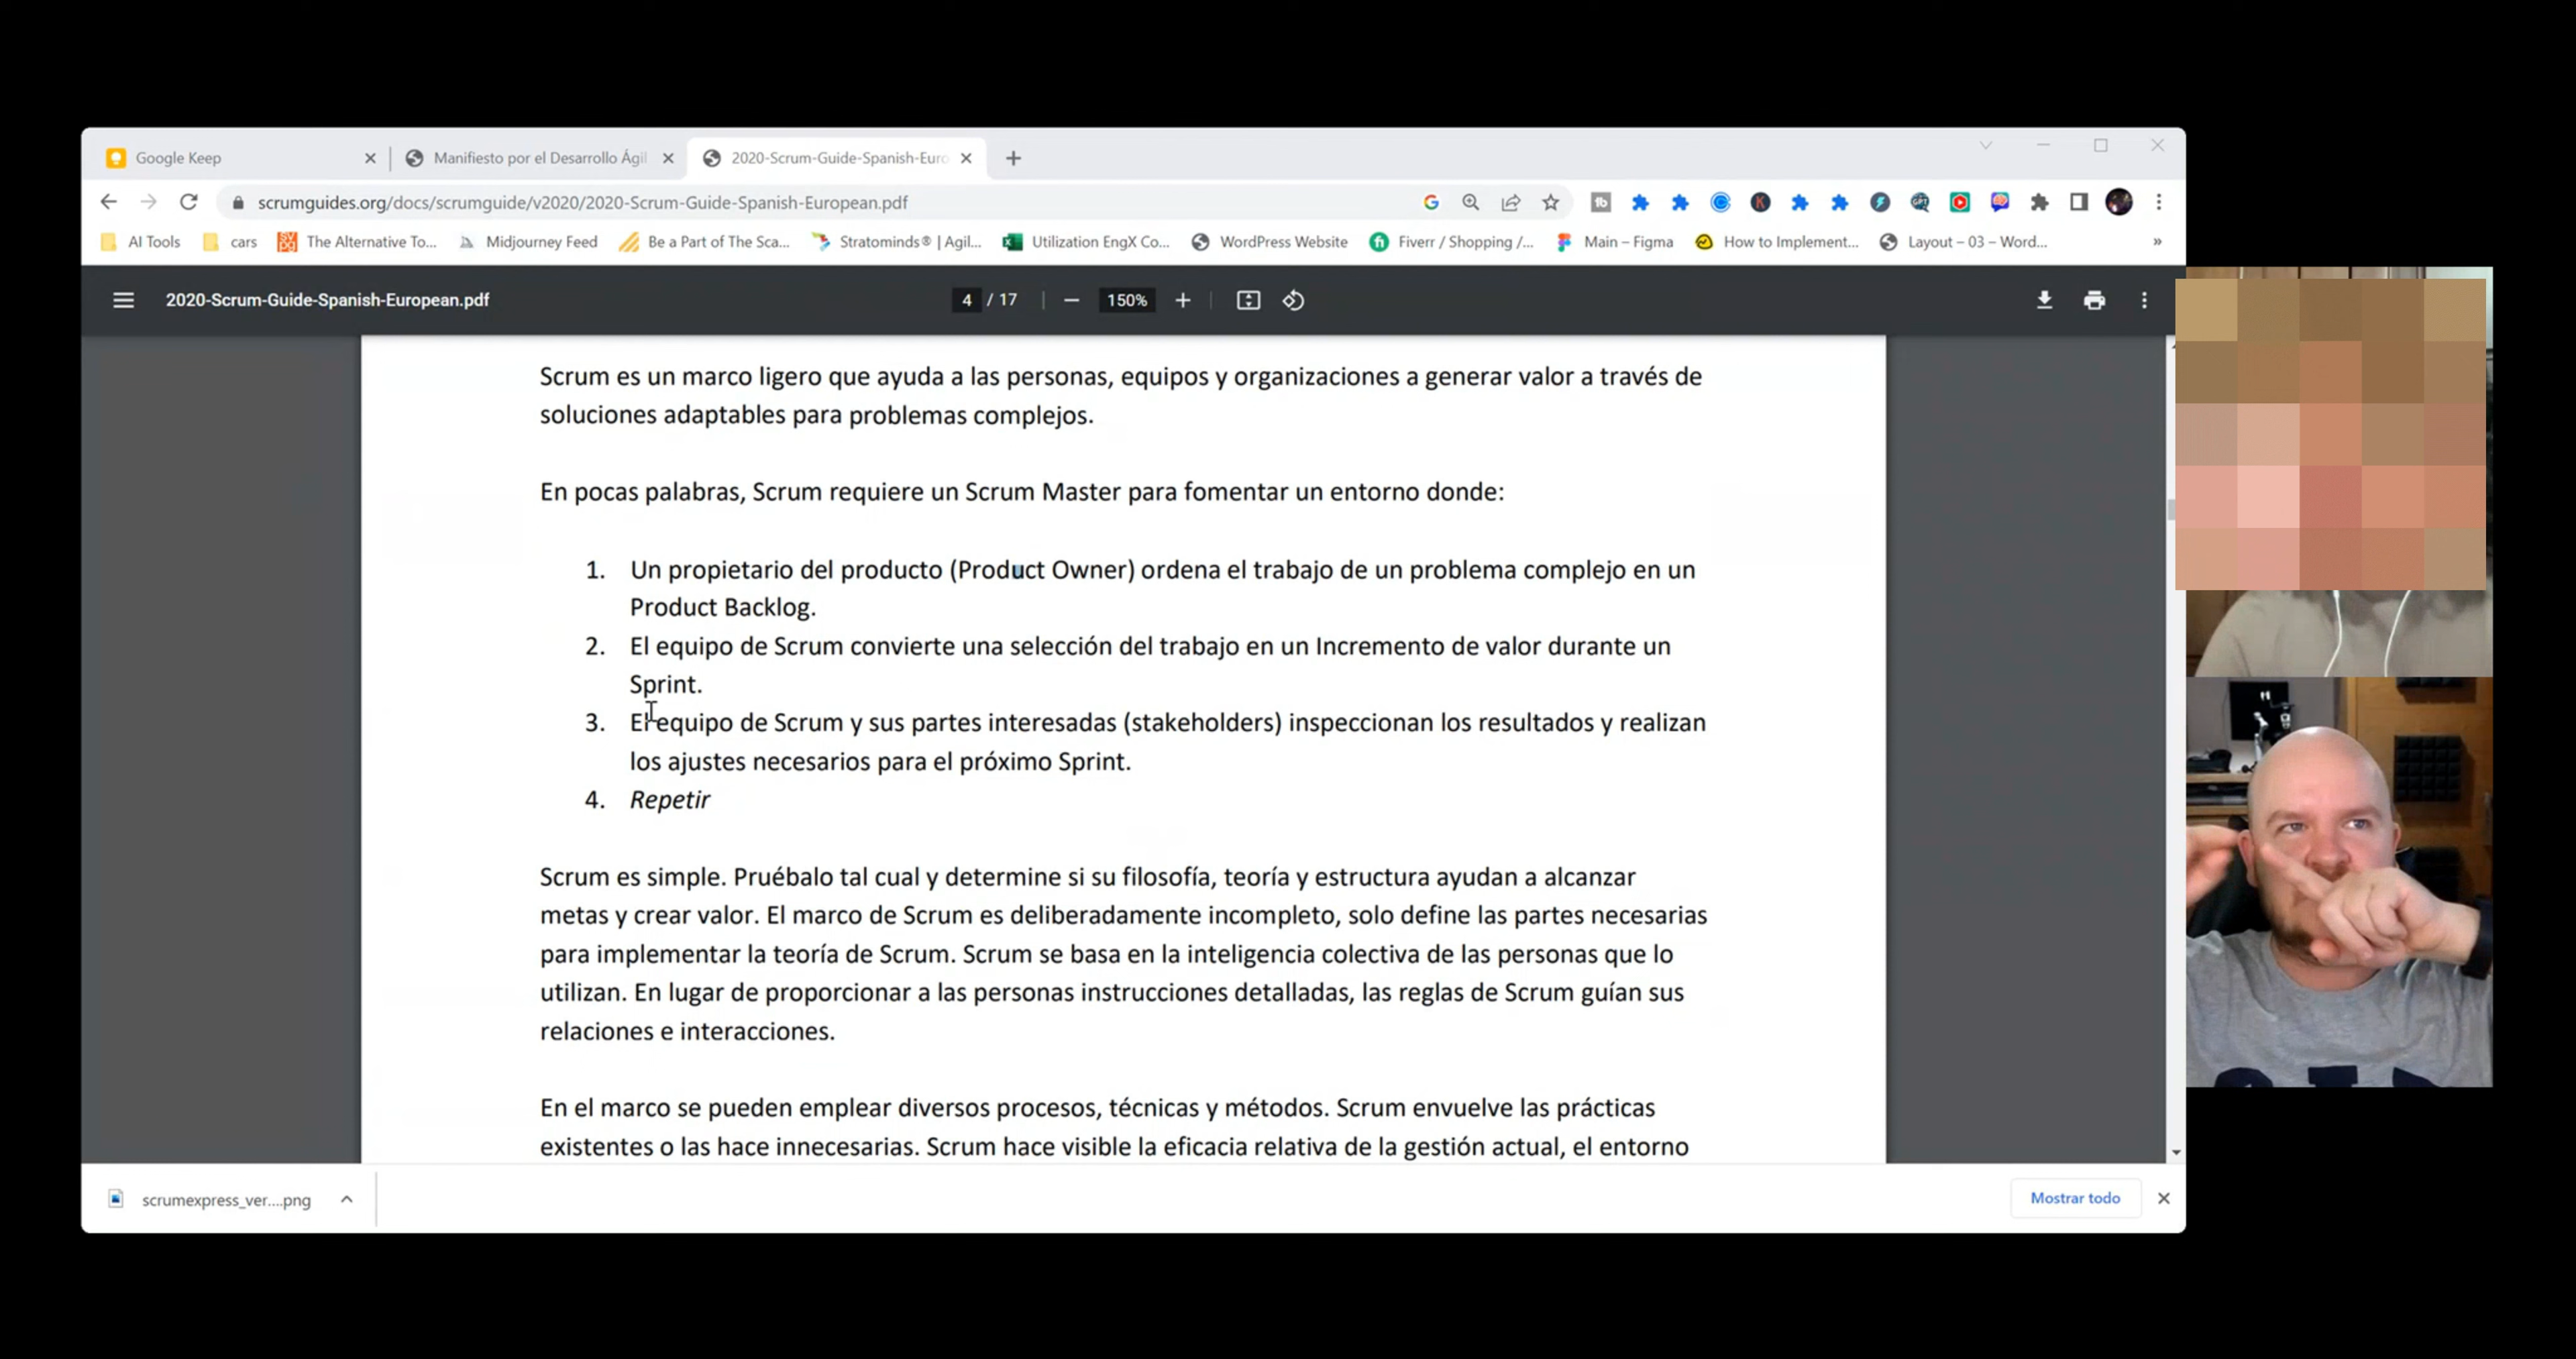 Google Keep
Manifiesto por el Desarrollo Ágil
2020-Scrum-Guide-Spanish-Euro
scrumguides.org/docs/scrumguide/v2020/2020-Scrum-Guide-Spanish-European.pdf
AI Tools
cars
The Alternative To...
Midjourney Feed
Be a Part of The Sca...
Stratominds® | Agil...
Utilization EngX Co...
WordPress Website
Fiverr / Shopping /...
Main – Figma
How to Implement...
Layout – 03 – Word...
»
2020-Scrum-Guide-Spanish-European.pdf
4 / 17
150%
Scrum es un marco ligero que ayuda a las personas, equipos y organizaciones a generar valor a través de
soluciones adaptables para problemas complejos.
En pocas palabras, Scrum requiere un Scrum Master para fomentar un entorno donde:
1. Un propietario del producto (Product Owner) ordena el trabajo de un problema complejo en un
Product Backlog.
2. El equipo de Scrum convierte una selección del trabajo en un Incremento de valor durante un
Sprint.
3. El equipo de Scrum y sus partes interesadas (stakeholders) inspeccionan los resultados y realizan
los ajustes necesarios para el próximo Sprint.
4. Repetir
Scrum es simple. Pruébalo tal cual y determine si su filosofía, teoría y estructura ayudan a alcanzar
metas y crear valor. El marco de Scrum es deliberadamente incompleto, solo define las partes necesarias
para implementar la teoría de Scrum. Scrum se basa en la inteligencia colectiva de las personas que lo
utilizan. En lugar de proporcionar a las personas instrucciones detalladas, las reglas de Scrum guían sus
relaciones e interacciones.
En el marco se pueden emplear diversos procesos, técnicas y métodos. Scrum envuelve las prácticas
existentes o las hace innecesarias. Scrum hace visible la eficacia relativa de la gestión actual, el entorno
scrumexpress_ver....png
Mostrar todo